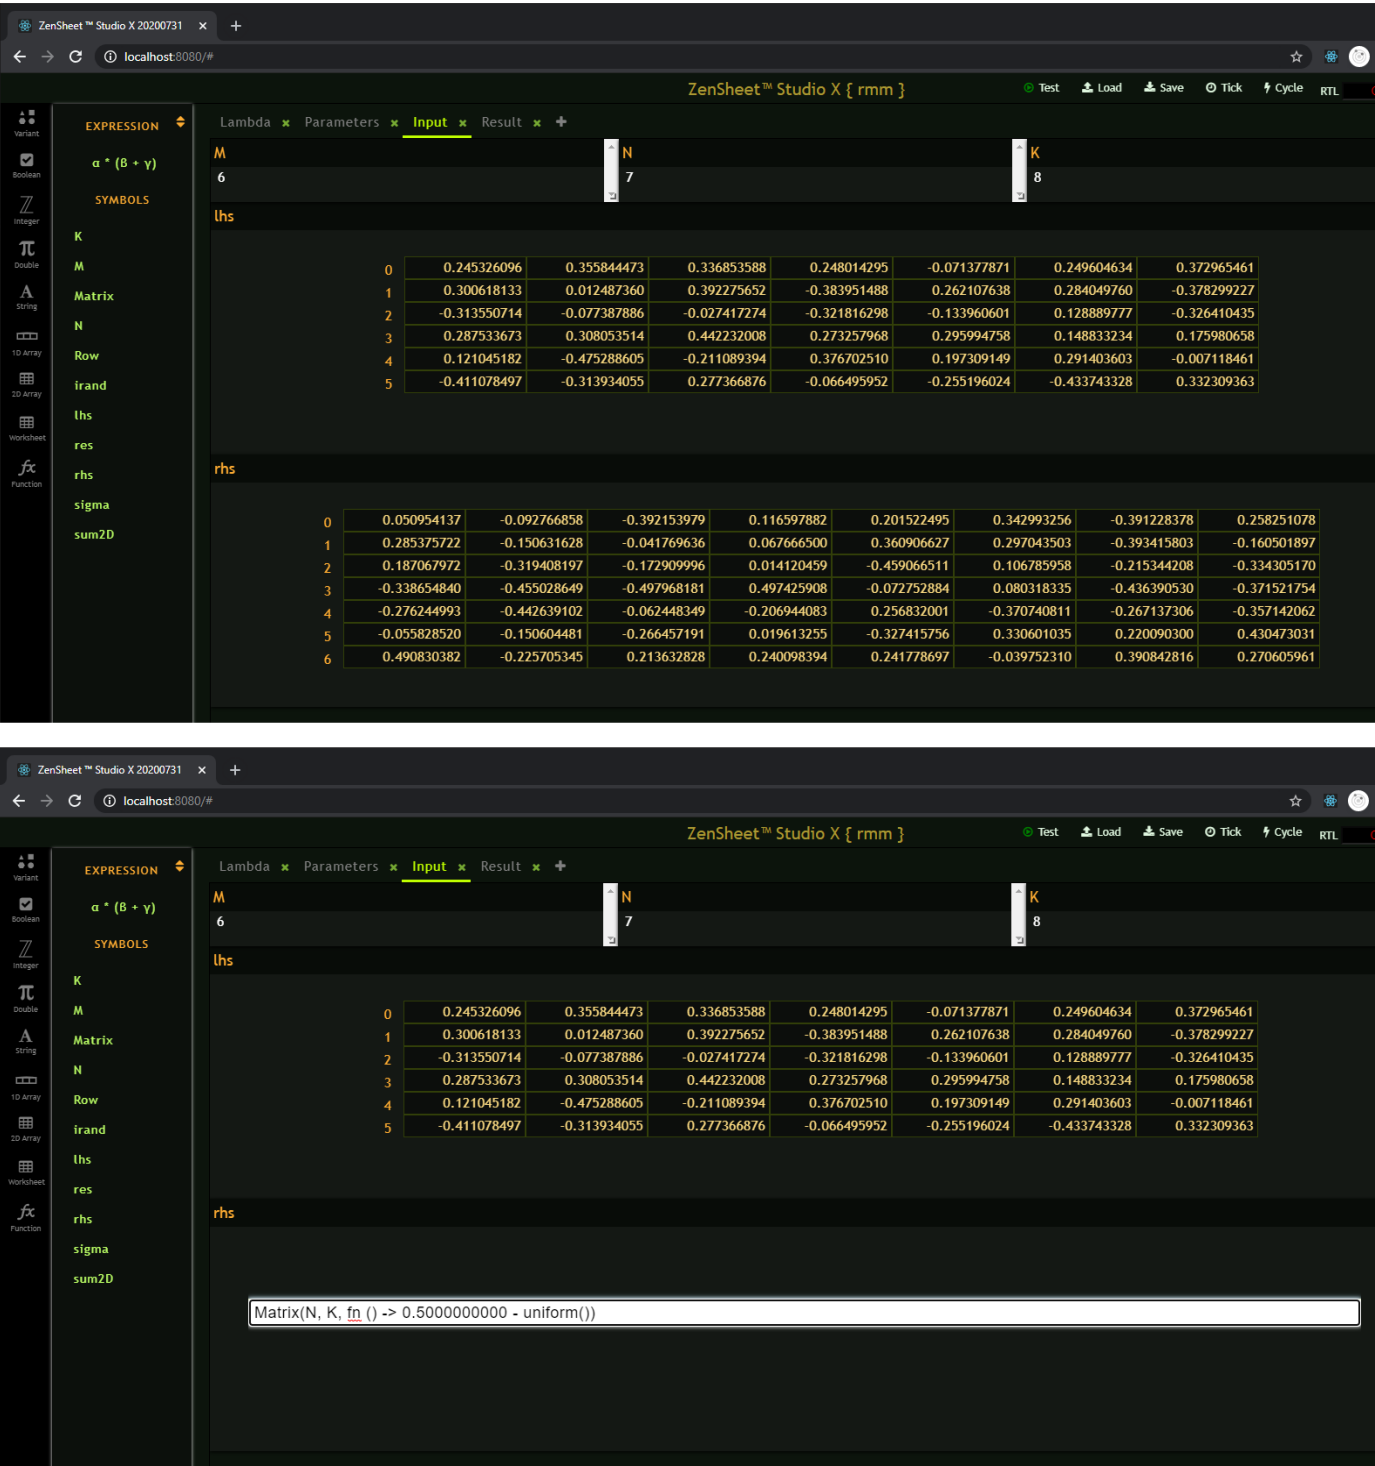 ZenSheet ™ Studio X 20200731
localhost:8080/#
ZenSheet™ Studio X { rmm }
Test Load Save Tick Cycle RTL
Variant
Boolean
Integer
Double
String
1D Array
2D Array
Worksheet
fx
Function
EXPRESSION
α * (β + γ)
SYMBOLS
K
M
Matrix
N
Row
irand
lhs
res
rhs
sigma
sum2D
Lambda Parameters Input Result
M N K
6 7 8
lhs
0 0.245326096 0.355844473 0.336853588 0.248014295 -0.071377871 0.249604634 0.372965461
1 0.300618133 0.012487360 0.392275652 -0.383951488 0.262107638 0.284049760 -0.378299227
2 -0.313550714 -0.077387886 -0.027417274 -0.321816298 -0.133960601 0.128889777 -0.326410435
3 0.287533673 0.308053514 0.442232008 0.273257968 0.295994758 0.148833234 0.175980658
4 0.121045182 -0.475288605 -0.211089394 0.376702510 0.197309149 0.291403603 -0.007118461
5 -0.411078497 -0.313934055 0.277366876 -0.066495952 -0.255196024 -0.433743328 0.332309363
rhs
0 0.050954137 -0.092766858 -0.392153979 0.116597882 0.201522495 0.342993256 -0.391228378 0.258251078
1 0.285375722 -0.150631628 -0.041769636 0.067666500 0.360906627 0.297043503 -0.393415803 -0.160501897
2 0.187067972 -0.319408197 -0.172909996 0.014120459 -0.459066511 0.106785958 -0.215344208 -0.334305170
3 -0.338654840 -0.455028649 -0.497968181 0.497425908 -0.072752884 0.080318335 -0.436390530 -0.371521754
4 -0.276244993 -0.442639102 -0.062448349 -0.206944083 0.256832001 -0.370740811 -0.267137306 -0.357142062
5 -0.055828520 -0.150604481 -0.266457191 0.019613255 -0.327415756 0.330601035 0.220090300 0.430473031
6 0.490830382 -0.225705345 0.213632828 0.240098394 0.241778697 -0.039752310 0.390842816 0.270605961
ZenSheet ™ Studio X 20200731
localhost:8080/#
ZenSheet™ Studio X { rmm }
Test Load Save Tick Cycle RTL
Variant
Boolean
Integer
Double
String
1D Array
2D Array
Worksheet
fx
Function
EXPRESSION
α * (β + γ)
SYMBOLS
K
M
Matrix
N
Row
irand
lhs
res
rhs
sigma
sum2D
Lambda Parameters Input Result
M N K
6 7 8
lhs
0 0.245326096 0.355844473 0.336853588 0.248014295 -0.071377871 0.249604634 0.372965461
1 0.300618133 0.012487360 0.392275652 -0.383951488 0.262107638 0.284049760 -0.378299227
2 -0.313550714 -0.077387886 -0.027417274 -0.321816298 -0.133960601 0.128889777 -0.326410435
3 0.287533673 0.308053514 0.442232008 0.273257968 0.295994758 0.148833234 0.175980658
4 0.121045182 -0.475288605 -0.211089394 0.376702510 0.197309149 0.291403603 -0.007118461
5 -0.411078497 -0.313934055 0.277366876 -0.066495952 -0.255196024 -0.433743328 0.332309363
rhs
Matrix(N, K, fn () -> 0.5000000000 - uniform())